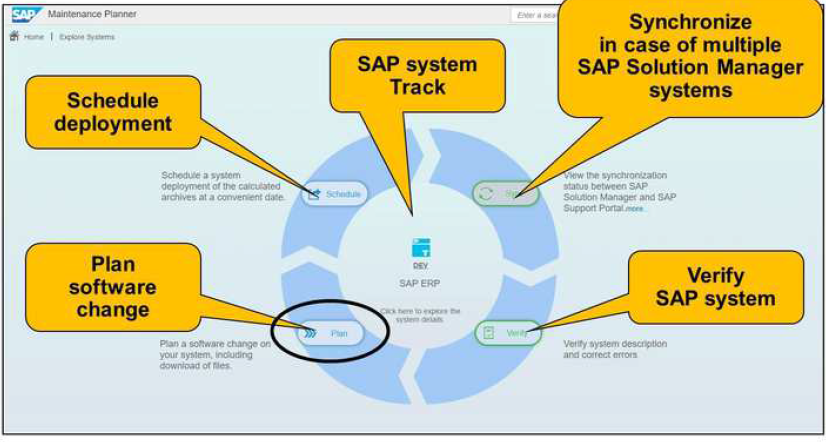 SAP Maintenance Planner
Enter a sea
Home | Explore Systems
Synchronize
in case of multiple
SAP Solution Manager
systems
SAP system
Track
Schedule
deployment
Schedule a system
deployment of the calculated
archives at a convenient date.
Schedule
View the synchronization
status between SAP
Solution Manager and SAP
Support Portal.more..
DEV
SAP ERP
Click here to explore the
system details
Plan
software
change
Verify
SAP system
Plan
Verify
Plan a software change on
your system, including
download of files.
Verify system description
and correct errors